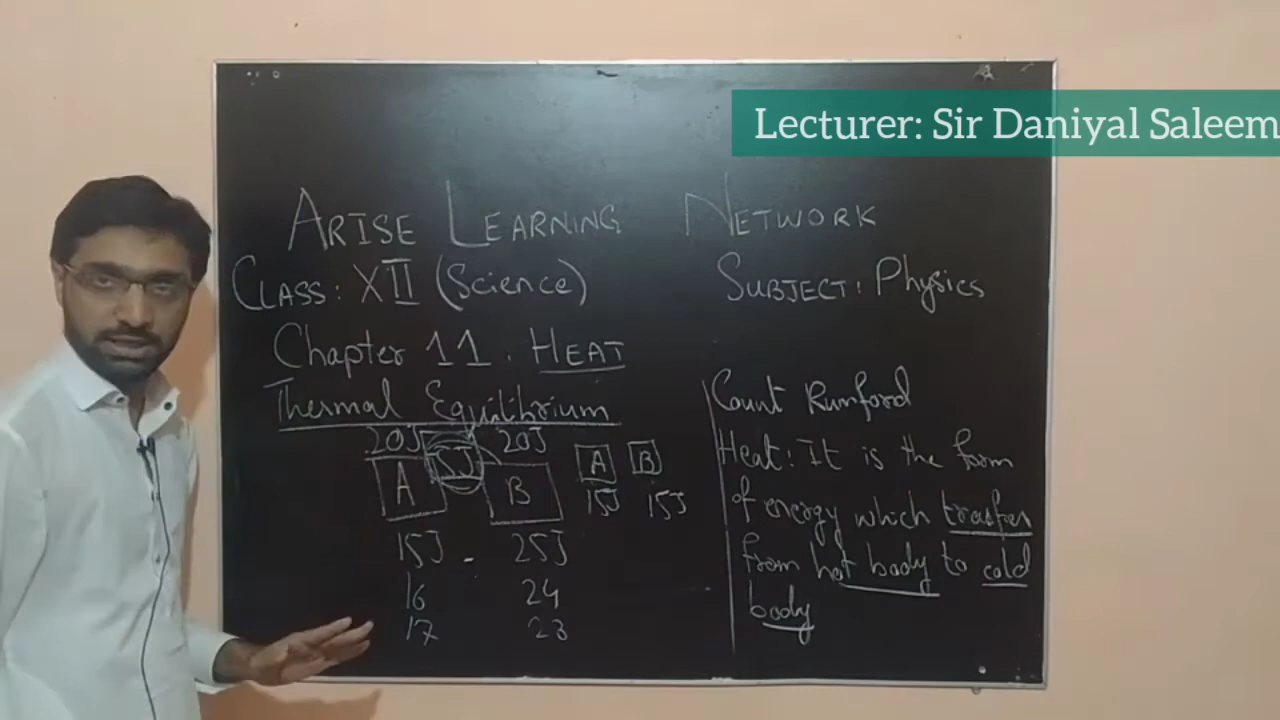 Lecturer: Sir Daniyal Saleem
ARISE LEARNING NETWORK
CLASS: XII (Science) SUBJECT: Physics
Chapter 11. HEAT
Thermal Equilibrium
20J 5J 20J
A B
15J - 25J
16 24
17 23
A B
15J 15J
Count Rumford
Heat: It is the form
of energy which trasfer
from hot body to cold
body